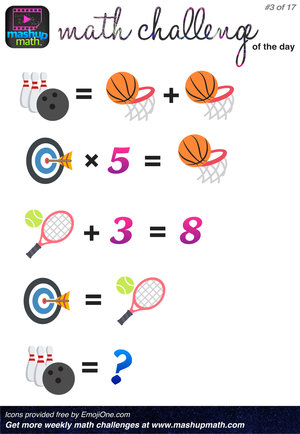 #3 of 17
mashup
math
math challenge
of the day
= +
× 5 =
+ 3 = 8
=
= ?
Icons provided free by EmojiOne.com
Get more weekly math challenges at www.mashupmath.com